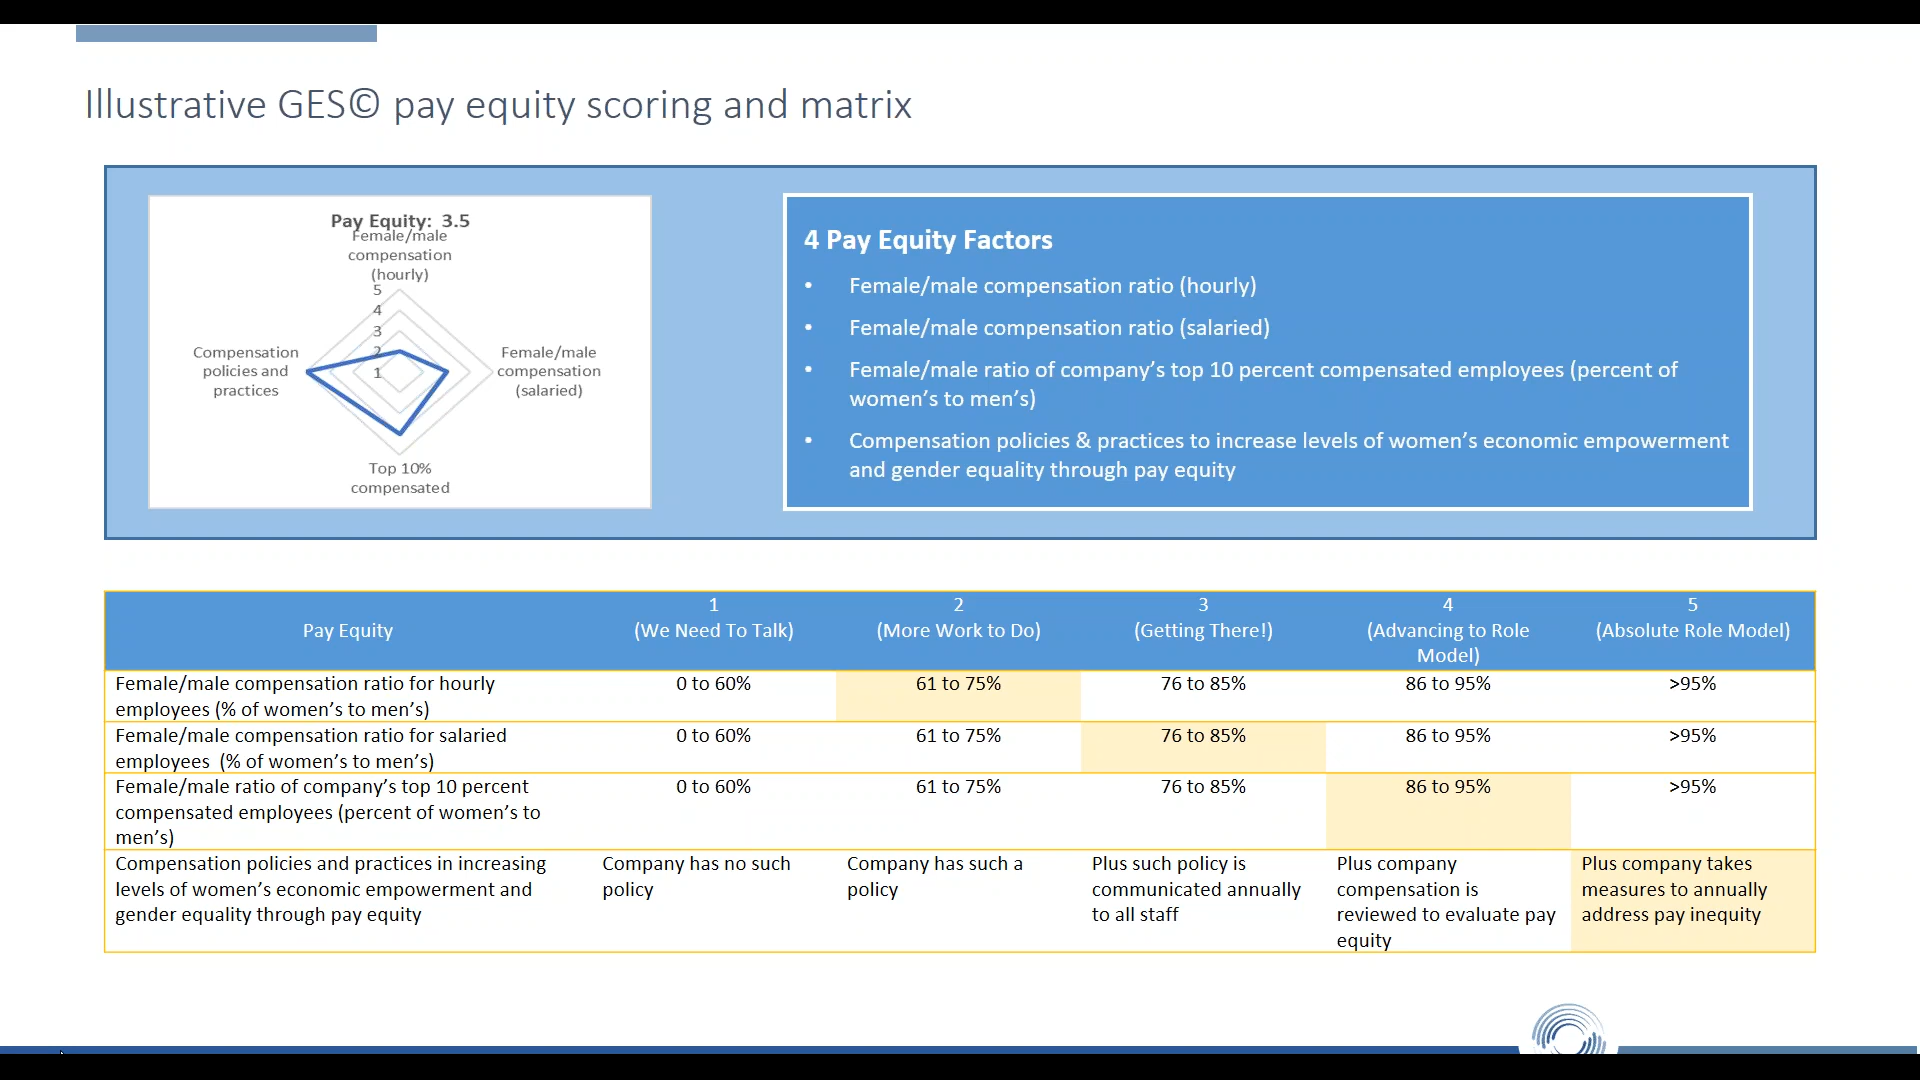 Illustrative GES© pay equity scoring and matrix
Pay Equity: 3.5
Female/male
compensation
(hourly)
5
4
3
2
1
Compensation
policies and
practices
Female/male
compensation
(salaried)
Top 10%
compensated
4 Pay Equity Factors
• Female/male compensation ratio (hourly)
• Female/male compensation ratio (salaried)
• Female/male ratio of company’s top 10 percent compensated employees (percent of
women’s to men’s)
• Compensation policies & practices to increase levels of women’s economic empowerment
and gender equality through pay equity
Pay Equity
1
(We Need To Talk)
2
(More Work to Do)
3
(Getting There!)
4
(Advancing to Role
Model)
5
(Absolute Role Model)
Female/male compensation ratio for hourly
employees (% of women’s to men’s)
0 to 60%
61 to 75%
76 to 85%
86 to 95%
>95%
Female/male compensation ratio for salaried
employees (% of women’s to men’s)
0 to 60%
61 to 75%
76 to 85%
86 to 95%
>95%
Female/male ratio of company’s top 10 percent
compensated employees (percent of women’s to
men’s)
0 to 60%
61 to 75%
76 to 85%
86 to 95%
>95%
Compensation policies and practices in increasing
levels of women’s economic empowerment and
gender equality through pay equity
Company has no such
policy
Company has such a
policy
Plus such policy is
communicated annually
to all staff
Plus company
compensation is
reviewed to evaluate pay
equity
Plus company takes
measures to annually
address pay inequity